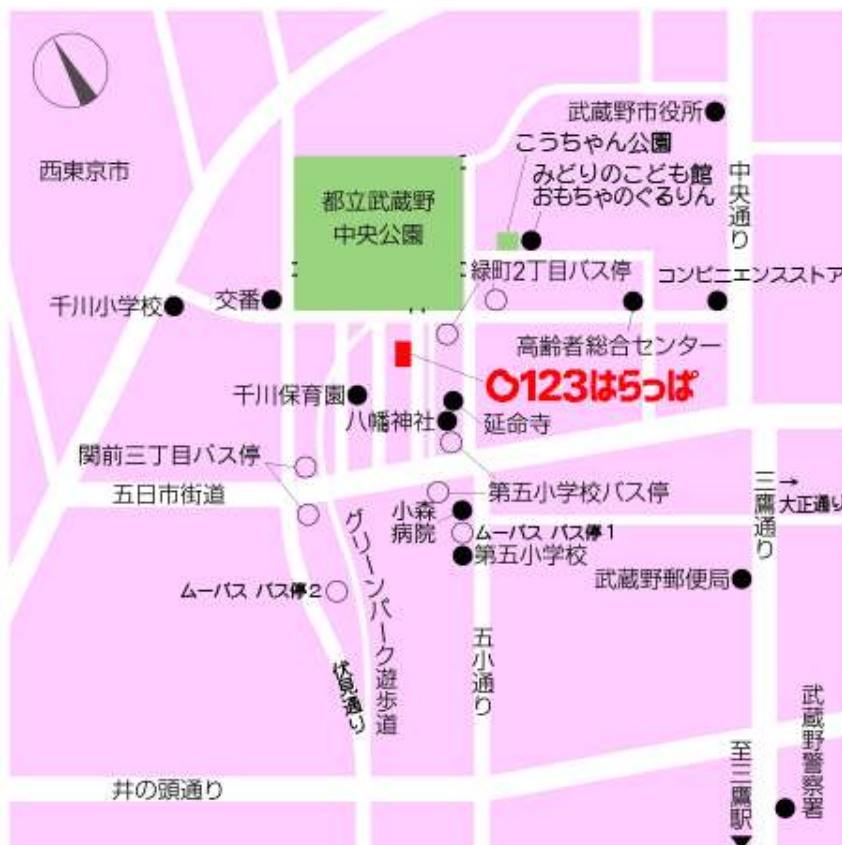 武蔵野市役所
こうちゃん公園
西東京市
みどりのこども館
おもちゃのぐるりん
中央通り
都立武蔵野
中央公園
緑町2丁目バス停
コンビニエンスストア
千川小学校
交番
高齢者総合センター
0123はらっぱ
千川保育園
八幡神社
延命寺
関前三丁目バス停
五日市街道
第五小学校バス停
三鷹通り
→
大正通り
小森
病院
ムーバス バス停1
第五小学校
グリーンパーク遊歩道
武蔵野郵便局
ムーバス バス停2
伏見通り
五小通り
武蔵野警察署
至三鷹駅
井の頭通り